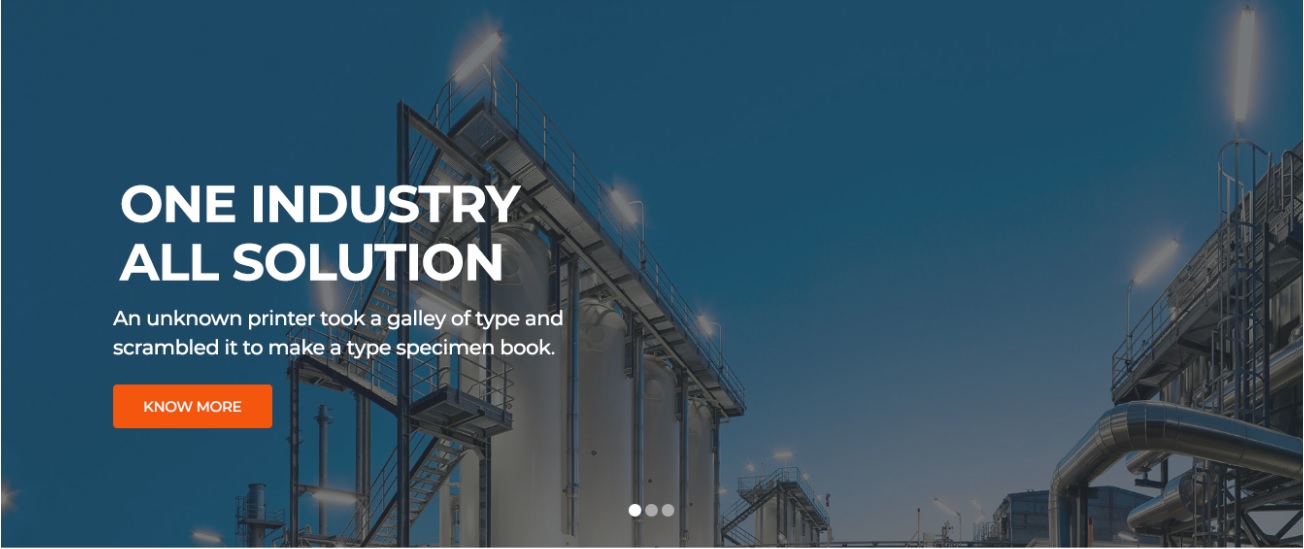 ONE INDUSTRY
ALL SOLUTION
An unknown printer took a galley of type and
scrambled it to make a type specimen book.
KNOW MORE